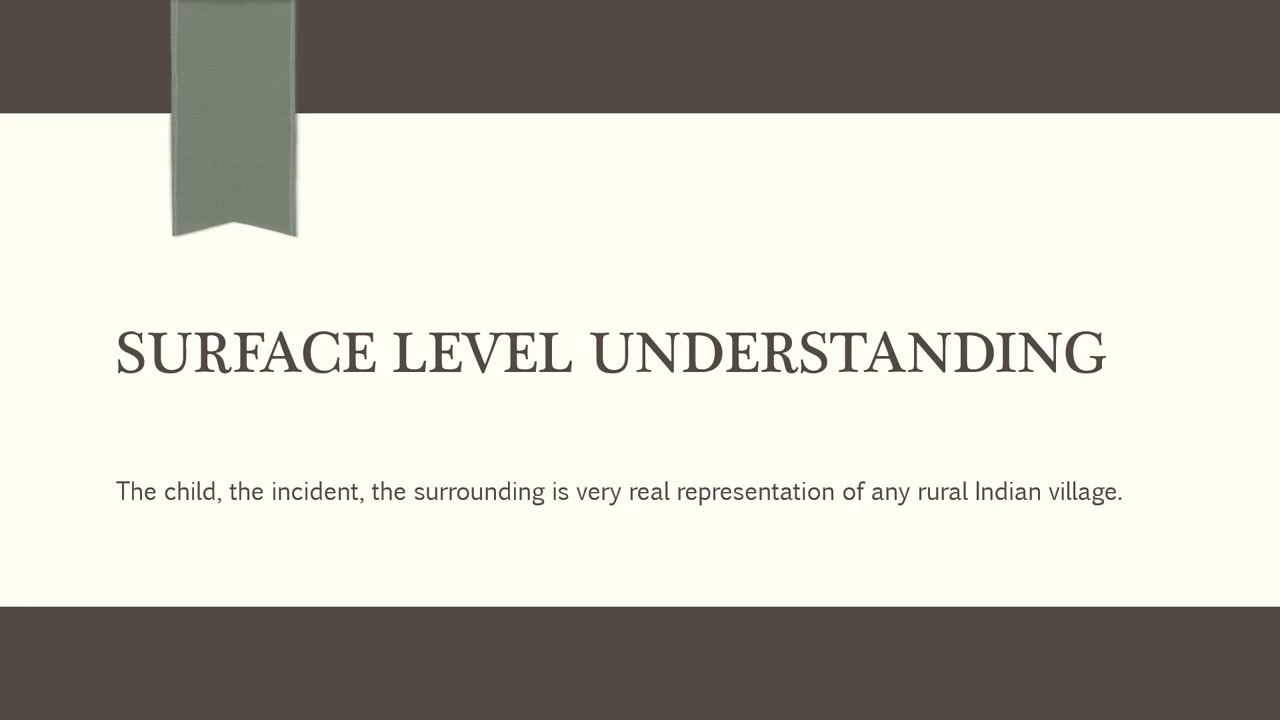 SURFACE LEVEL UNDERSTANDING
The child, the incident, the surrounding is very real representation of any rural Indian village.